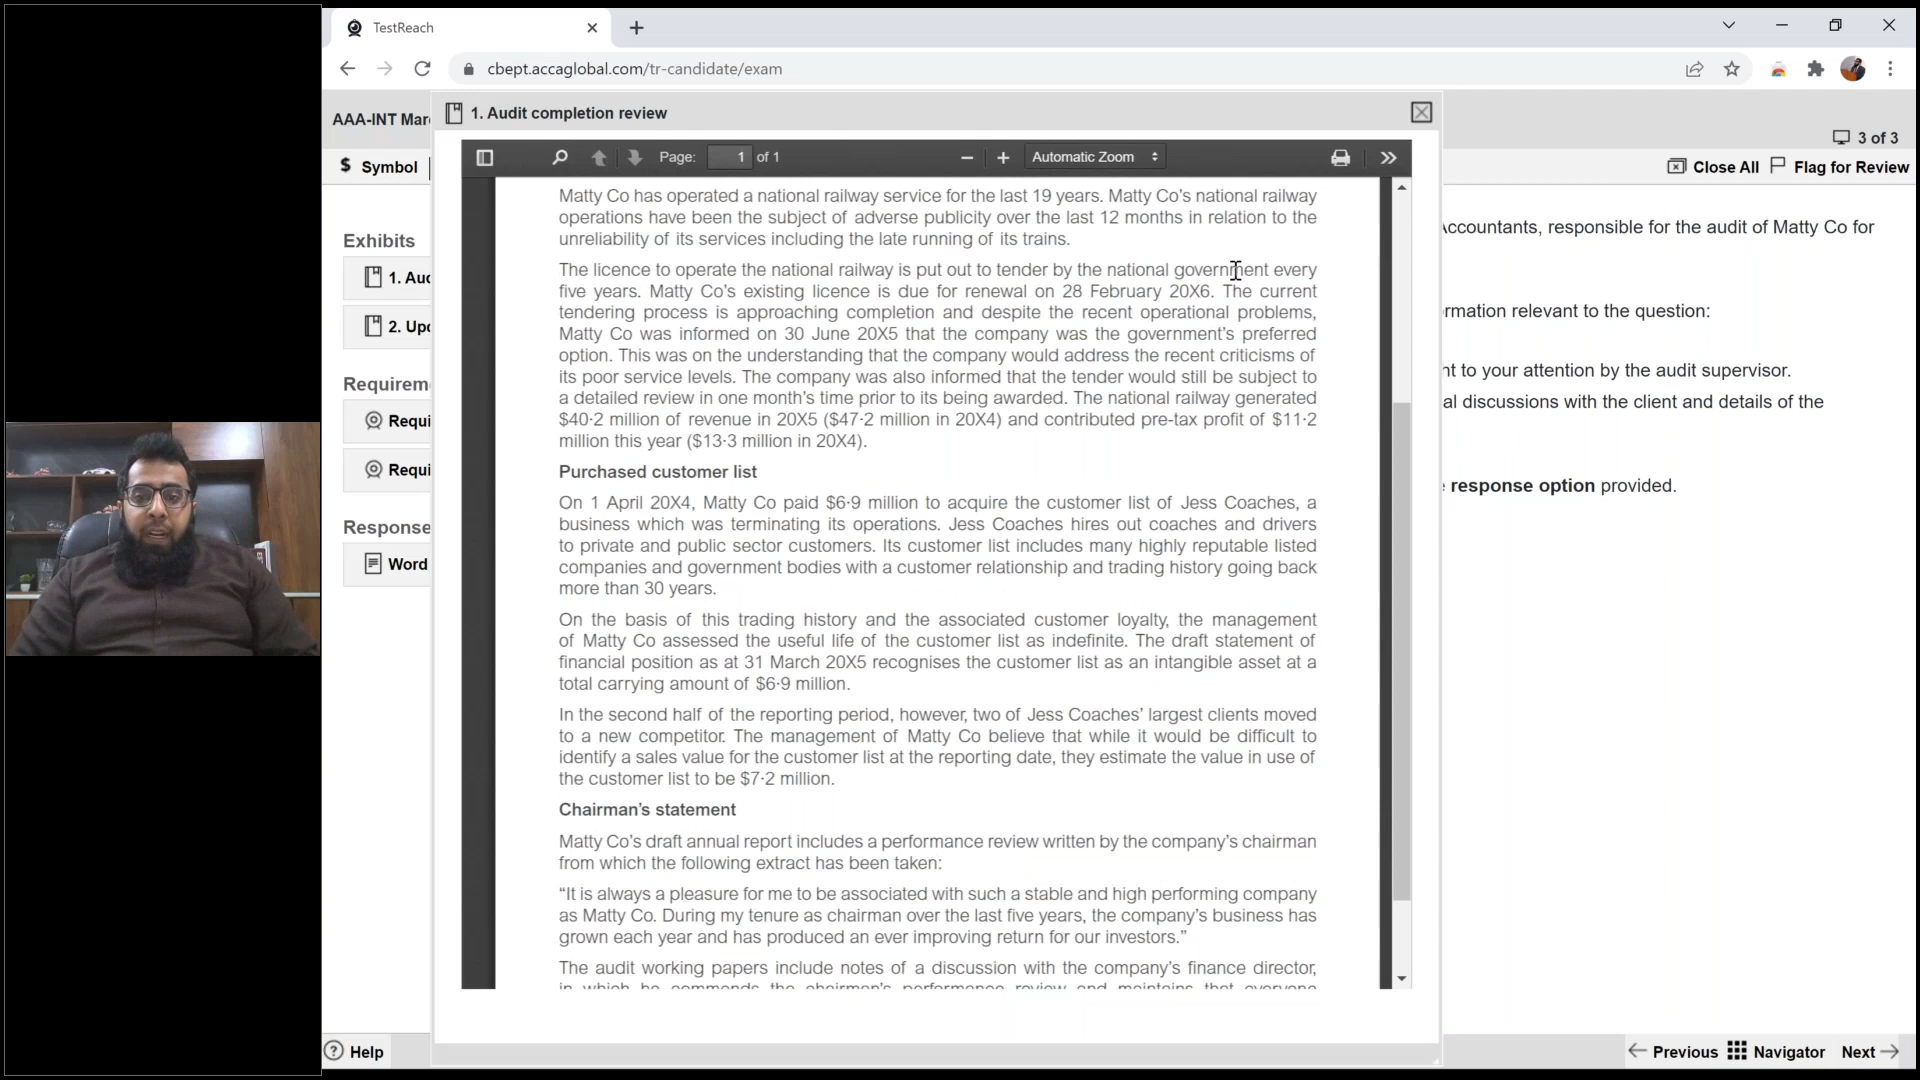 TestReach
cbept.accaglobal.com/tr-candidate/exam
AAA-INT Mar
1. Audit completion review
3 of 3
$ Symbol
Page: 1 of 1
Automatic Zoom
Close All
Flag for Review
Exhibits
1. Au
2. Up
Requirem
Requi
Requi
Response
Word
Matty Co has operated a national railway service for the last 19 years. Matty Co's national railway
operations have been the subject of adverse publicity over the last 12 months in relation to the
unreliability of its services including the late running of its trains.
The licence to operate the national railway is put out to tender by the national government every
five years. Matty Co's existing licence is due for renewal on 28 February 20X6. The current
tendering process is approaching completion and despite the recent operational problems,
Matty Co was informed on 30 June 20X5 that the company was the government's preferred
option. This was on the understanding that the company would address the recent criticisms of
its poor service levels. The company was also informed that the tender would still be subject to
a detailed review in one month's time prior to its being awarded. The national railway generated
$40·2 million of revenue in 20X5 ($47·2 million in 20X4) and contributed pre-tax profit of $11·2
million this year ($13·3 million in 20X4).
Purchased customer list
On 1 April 20X4, Matty Co paid $6·9 million to acquire the customer list of Jess Coaches, a
business which was terminating its operations. Jess Coaches hires out coaches and drivers
to private and public sector customers. Its customer list includes many highly reputable listed
companies and government bodies with a customer relationship and trading history going back
more than 30 years.
On the basis of this trading history and the associated customer loyalty, the management
of Matty Co assessed the useful life of the customer list as indefinite. The draft statement of
financial position as at 31 March 20X5 recognises the customer list as an intangible asset at a
total carrying amount of $6·9 million.
In the second half of the reporting period, however, two of Jess Coaches' largest clients moved
to a new competitor. The management of Matty Co believe that while it would be difficult to
identify a sales value for the customer list at the reporting date, they estimate the value in use of
the customer list to be $7·2 million.
Chairman's statement
Matty Co's draft annual report includes a performance review written by the company's chairman
from which the following extract has been taken:
“It is always a pleasure for me to be associated with such a stable and high performing company
as Matty Co. During my tenure as chairman over the last five years, the company's business has
grown each year and has produced an ever improving return for our investors.”
The audit working papers include notes of a discussion with the company's finance director,
in which he commends the chairman's performance review and maintains that everyone
Accountants, responsible for the audit of Matty Co for
rmation relevant to the question:
nt to your attention by the audit supervisor.
al discussions with the client and details of the
response option provided.
Help
Previous
Navigator
Next